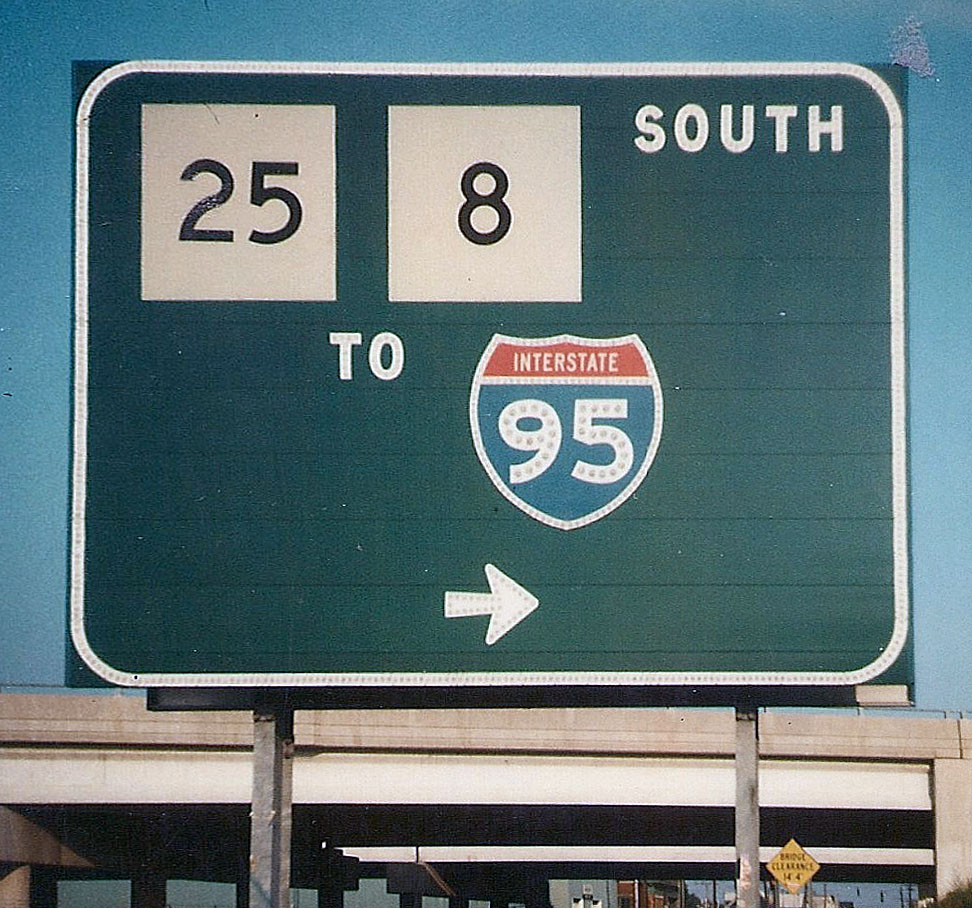 25 8 SOUTH
TO
INTERSTATE
95
BRIDGE
CLEARANCE
14'4"